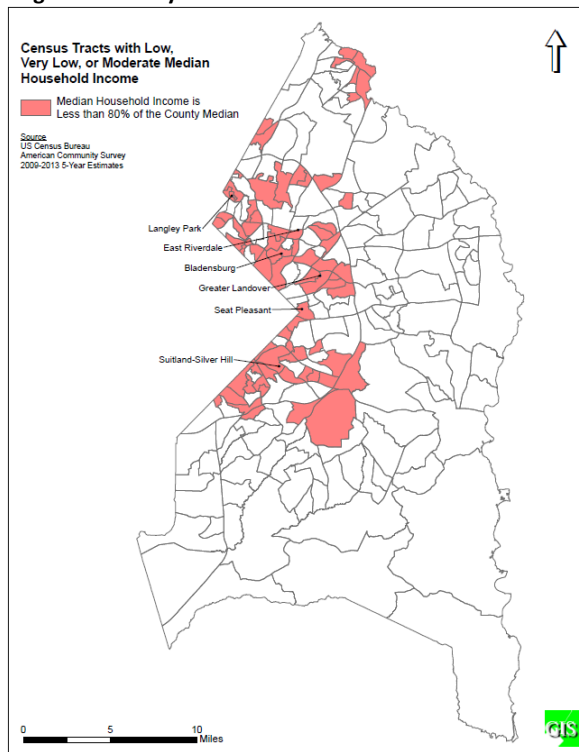 Census Tracts with Low,
Very Low, or Moderate Median
Household Income
Median Household Income is
Less than 80% of the County Median
Source
US Census Bureau
American Community Survey
2009-2013 5-Year Estimates
Langley Park
East Riverdale
Bladensburg
Greater Landover
Seat Pleasant
Suitland-Silver Hill
0 5 10
Miles
GIS